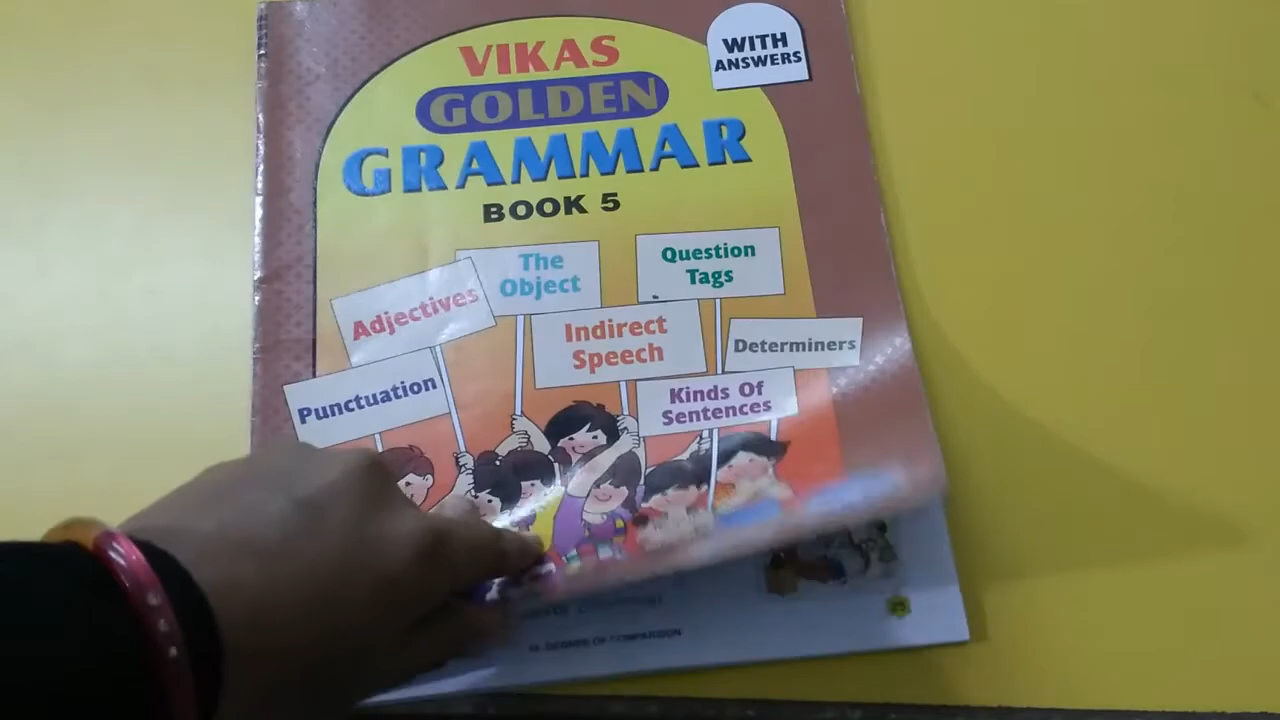 WITH
ANSWERS
VIKAS
GOLDEN
GRAMMAR
BOOK 5
The
Object
Question
Tags
Adjectives
Indirect
Speech
Determiners
Punctuation
Kinds Of
Sentences
DEGREE OF COMPARISON